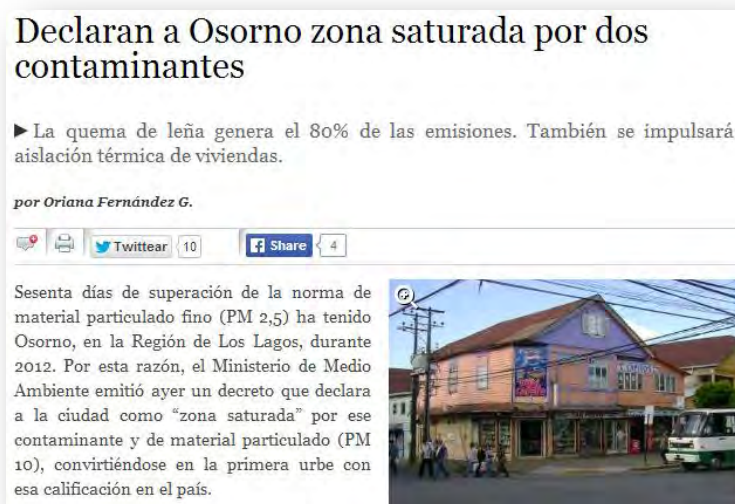 Declaran a Osorno zona saturada por dos
contaminantes
▶ La quema de leña genera el 80% de las emisiones. También se impulsará
aislación térmica de viviendas.
por Oriana Fernández G.
Twittear 10 Share 4
Sesenta días de superación de la norma de
material particulado fino (PM 2,5) ha tenido
Osorno, en la Región de Los Lagos, durante
2012. Por esta razón, el Ministerio de Medio
Ambiente emitió ayer un decreto que declara
a la ciudad como “zona saturada” por ese
contaminante y de material particulado (PM
10), convirtiéndose en la primera urbe con
esa calificación en el país.